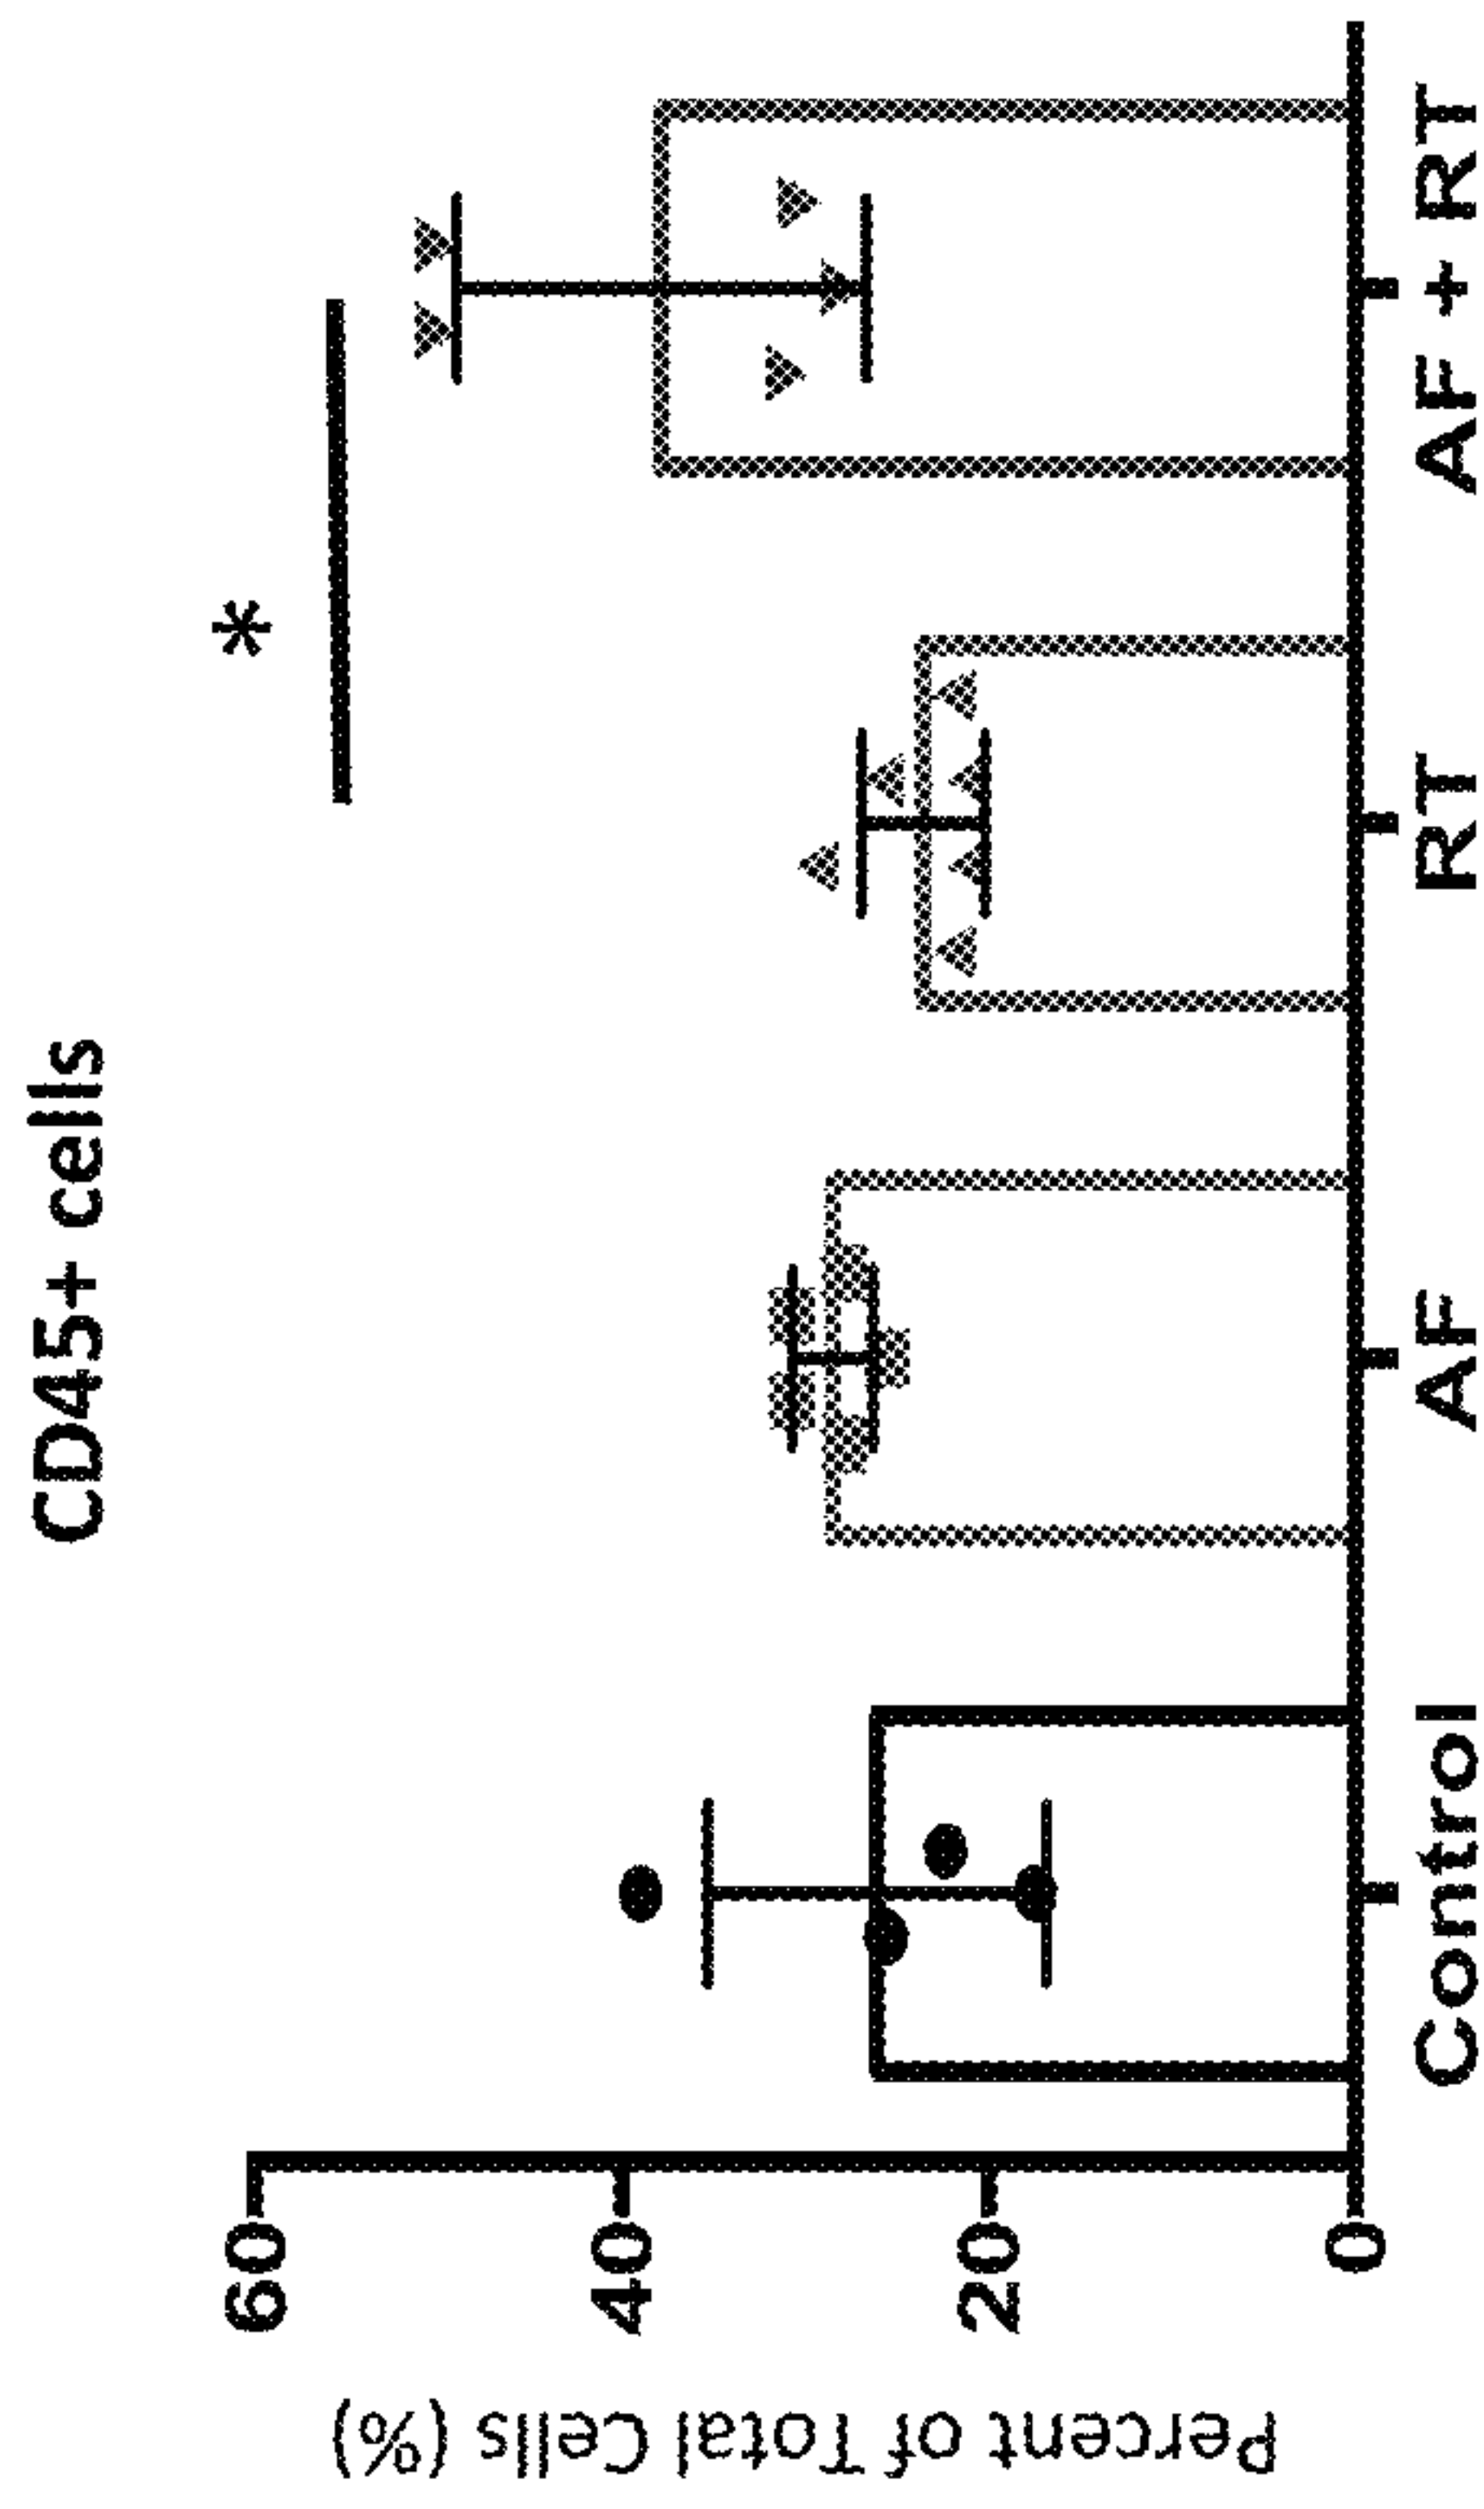 CD45+ cells
Percent of Total Cells (%)
60
40
20
0
*
Control
AF
RT
AF + RT